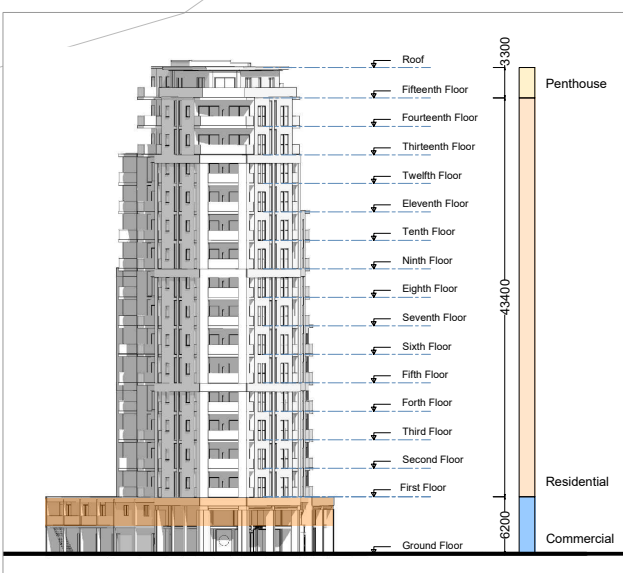 Roof
3300
Penthouse
Fifteenth Floor
Fourteenth Floor
Thirteenth Floor
Twelfth Floor
Eleventh Floor
Tenth Floor
Ninth Floor
Eighth Floor
43400
Seventh Floor
Sixth Floor
Fifth Floor
Forth Floor
Third Floor
Second Floor
Residential
First Floor
6200
Commercial
Ground Floor